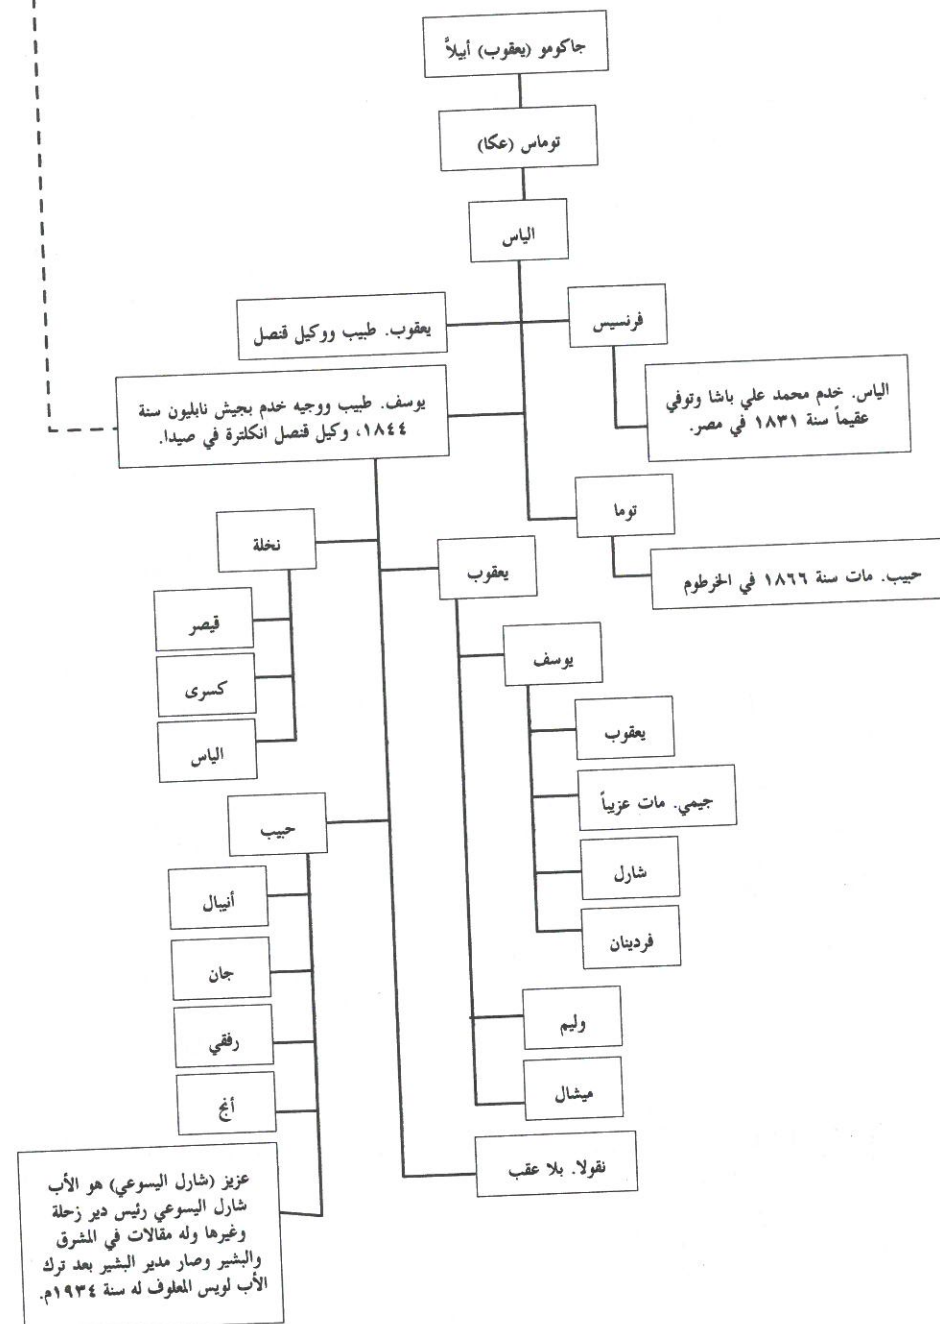 جاكومو (يعقوب) أبيلاً
توماس (عكا)
الياس
فرنسيس
يعقوب. طبيب ووكيل قنصل
الياس. خدم محمد علي باشا وتوفي
عقيماً سنة ١٨٣١ في مصر.
يوسف. طبيب ووجيه خدم بجيش نابليون سنة
١٨٤٤، وكيل قنصل انكلترة في صيدا.
توما
حبيب. مات سنة ١٨٦٦ في الخرطوم
نخلة
قيصر
كسرى
الياس
يعقوب
يوسف
يعقوب
جيمي. مات عزيباً
شارل
فردينان
وليم
ميشال
حبيب
أنيبال
جان
رفقي
أنج
عزيز (شارل اليسوعي) هو الأب
شارل اليسوعي رئيس دير زحلة
وغيرها وله مقالات في المشرق
والبشير وصار مدير البشير بعد ترك
الأب لويس المعلوف له سنة ١٩٣٤م.
نقولا. بلا عقب